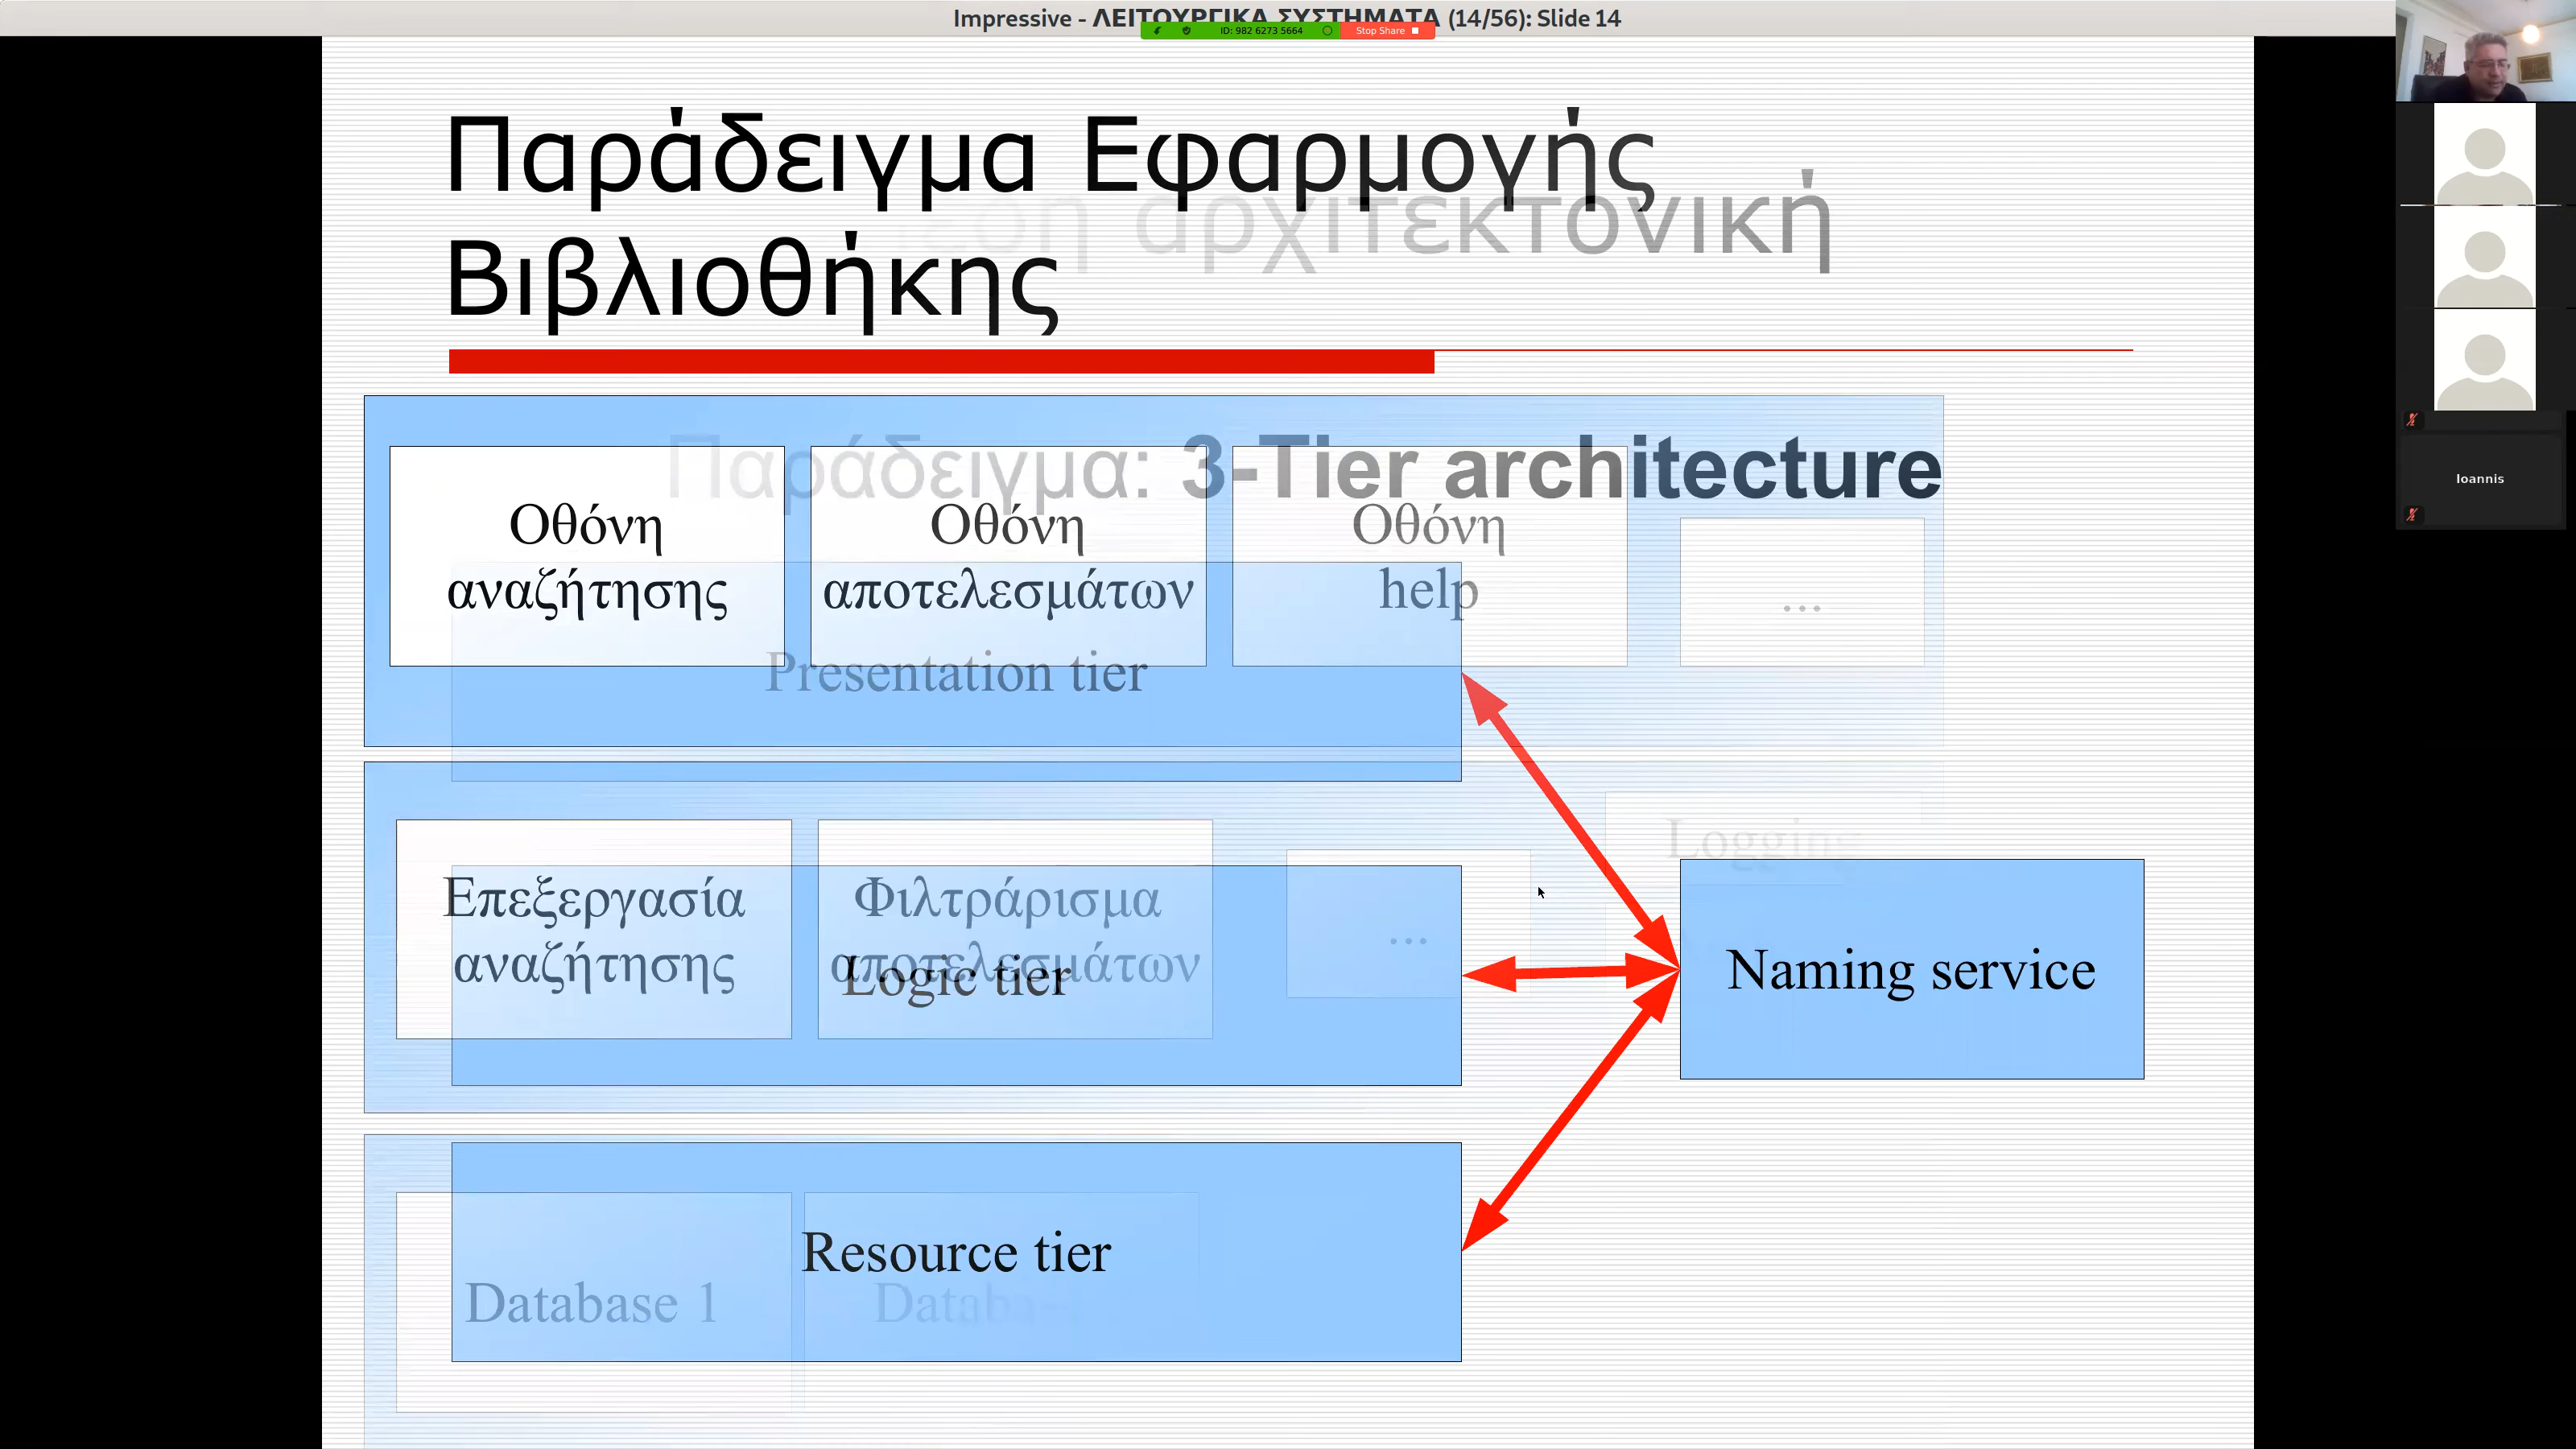 Impressive - ΛΕΙΤΟΥΡΓΙΚΑ ΣΥΣΤΗΜΑΤΑ (14/56): Slide 14
ID: 982 6273 5664
Stop Share
Παράδειγμα Εφαρμογής
αρχιτεκτονική
Βιβλιοθήκης
Παράδειγμα: 3-Tier architecture
Οθόνη
αναζήτησης
Οθόνη
αποτελεσμάτων
Οθόνη
help
...
Presentation tier
Logging
Επεξεργασία
αναζήτησης
Φιλτράρισμα
αποτελεσμάτων
...
Logic tier
Naming service
Resource tier
Database 1
Ioannis